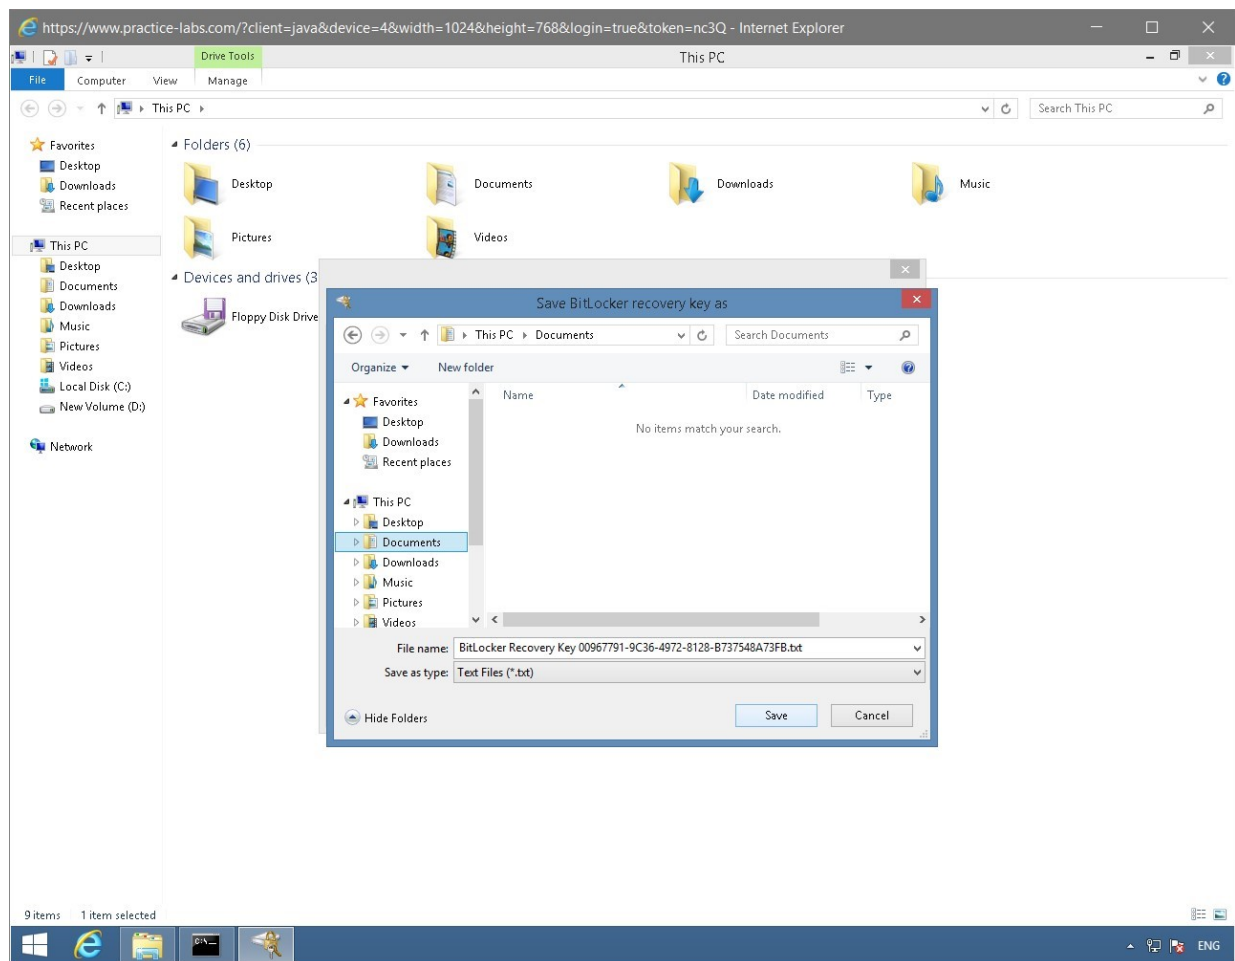 https://www.practice-labs.com/?client=java&device=4&width=1024&height=768&login=true&token=nc3Q - Internet Explorer
Drive Tools
This PC
File Computer View Manage
This PC
Search This PC
Favorites
Desktop
Downloads
Recent places
This PC
Desktop
Documents
Downloads
Music
Pictures
Videos
Local Disk (C:)
New Volume (D:)
Network
Folders (6)
Desktop
Documents
Downloads
Music
Pictures
Videos
Devices and drives (3
Floppy Disk Drive
Save BitLocker recovery key as
This PC Documents
Search Documents
Organize New folder
Favorites
Desktop
Downloads
Recent places
This PC
Desktop
Documents
Downloads
Music
Pictures
Videos
Name Date modified Type
No items match your search.
File name: BitLocker Recovery Key 00967791-9C36-4972-8128-B737548A73FB.txt
Save as type: Text Files (*.txt)
Hide Folders
Save Cancel
9 items 1 item selected
C:\_
ENG